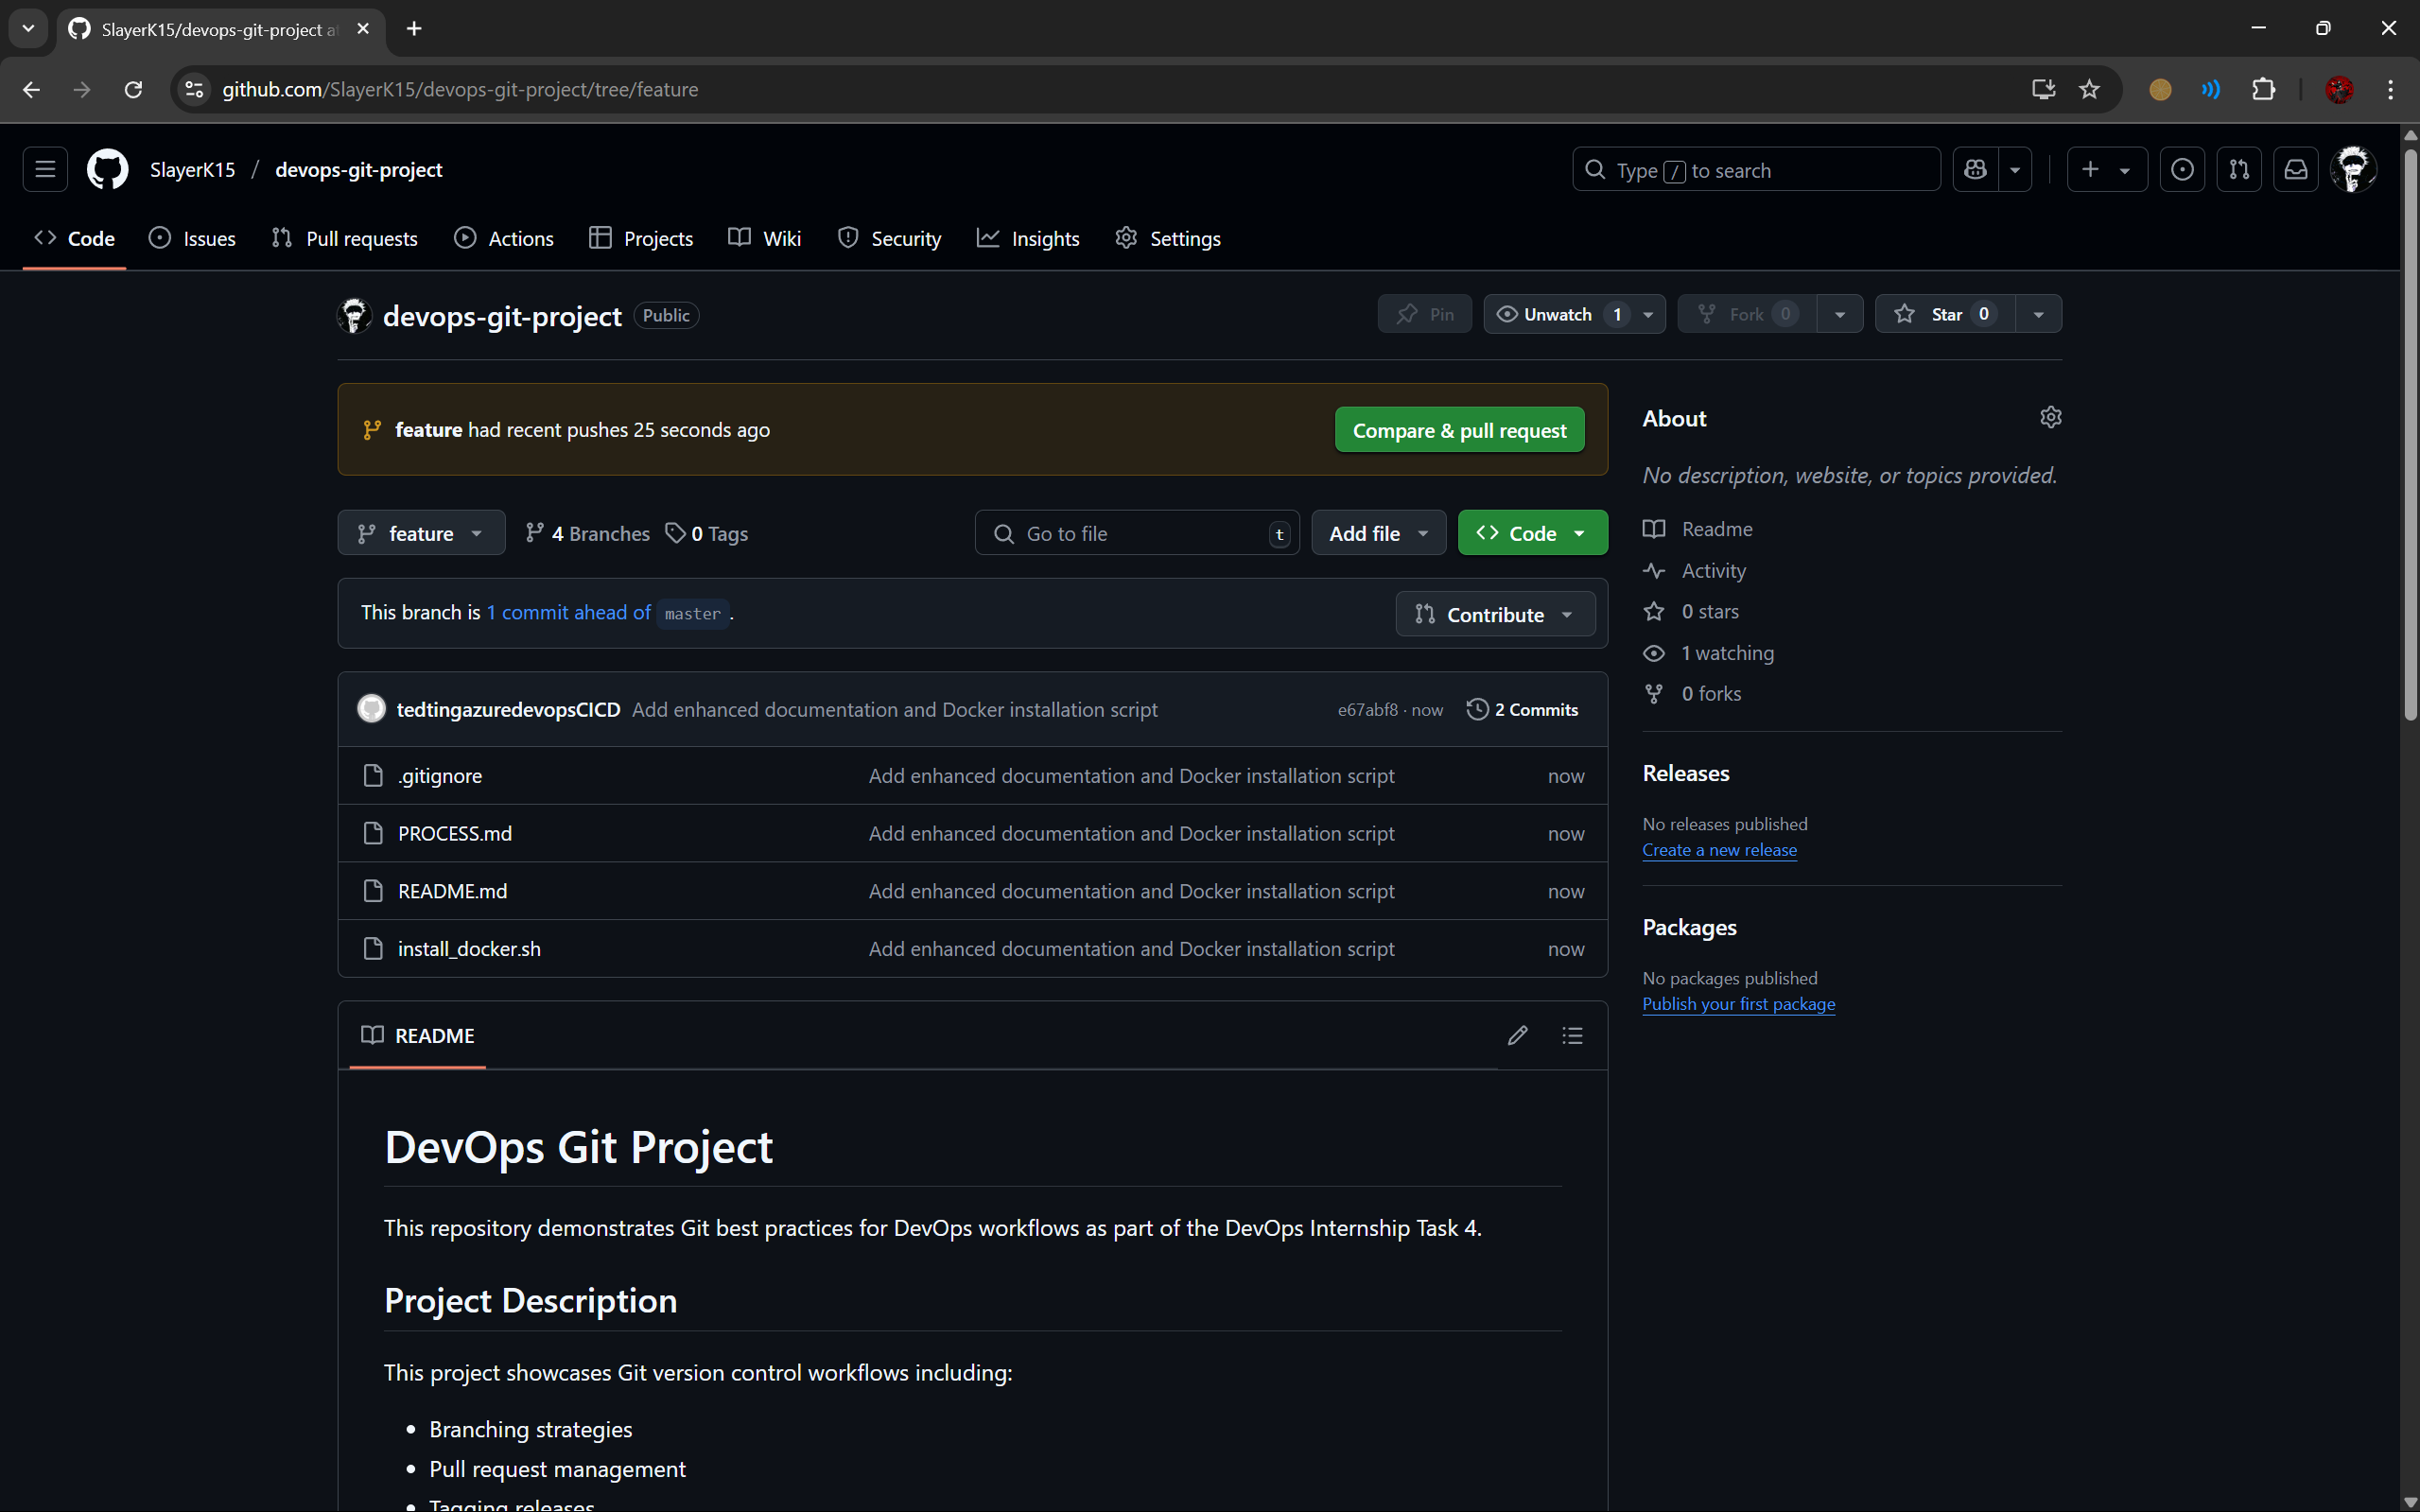 SlayerK15/devops-git-project at
github.com/SlayerK15/devops-git-project/tree/feature
SlayerK15 / devops-git-project
Type / to search
Code Issues Pull requests Actions Projects Wiki Security Insights Settings
devops-git-project Public
Pin Unwatch 1 Fork 0 Star 0
feature had recent pushes 25 seconds ago
Compare & pull request
feature 4 Branches 0 Tags
Go to file t Add file Code
This branch is 1 commit ahead of master .
Contribute
tedtingazuredevopsCICD Add enhanced documentation and Docker installation script e67abf8 · now 2 Commits
.gitignore Add enhanced documentation and Docker installation script now
PROCESS.md Add enhanced documentation and Docker installation script now
README.md Add enhanced documentation and Docker installation script now
install_docker.sh Add enhanced documentation and Docker installation script now
README
DevOps Git Project
This repository demonstrates Git best practices for DevOps workflows as part of the DevOps Internship Task 4.
Project Description
This project showcases Git version control workflows including:
• Branching strategies
• Pull request management
• Tagging releases
About
No description, website, or topics provided.
Readme
Activity
0 stars
1 watching
0 forks
Releases
No releases published
Create a new release
Packages
No packages published
Publish your first package